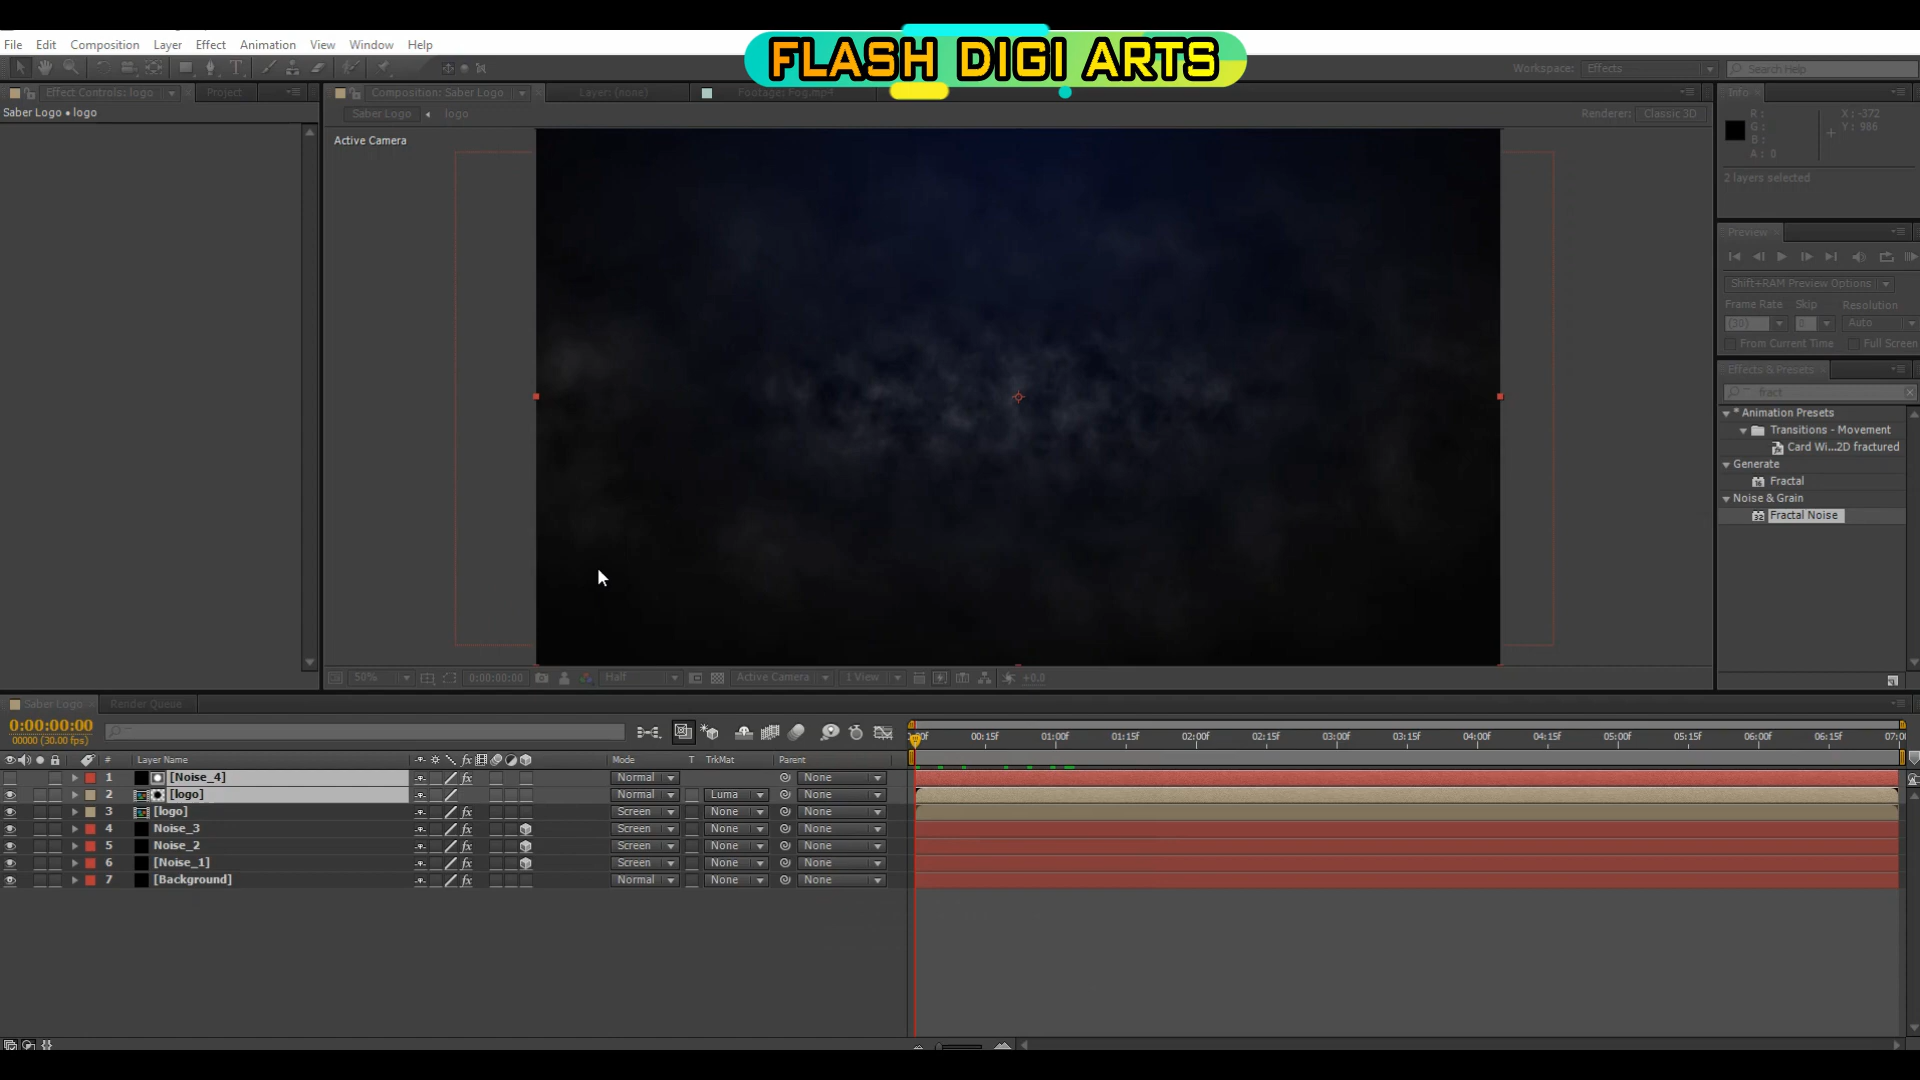 FLASH DIGI ARTS
File Edit Composition Layer Effect Animation View Window Help
Workspace: Effects Search Help
Effect Controls: logo Project Composition: Saber Logo Layer: (none) Footage: Fog.mp4 Info
Saber Logo • logo Saber Logo logo Renderer: Classic 3D
Active Camera
R: X: -372
G: Y: 986
B:
A: 0
2 layers selected
Preview
Shift+RAM Preview Options
Frame Rate Skip Resolution
(30) Auto
From Current Time Full Screen
Effects & Presets
fract
* Animation Presets
Transitions - Movement
Card Wi...2D fractured
Generate
Fractal
Noise & Grain
Fractal Noise
50% 0:00:00:00 Half Active Camera 1 View +0.0
Saber Logo Render Queue
0:00:00:00
00000 (30.00 fps)
00:15f 01:00f 01:15f 02:00f 02:15f 03:00f 03:15f 04:00f 04:15f 05:00f 05:15f 06:00f 06:15f
# Layer Name Mode T TrkMat Parent
1 [Noise_4] Normal None
2 [logo] Normal Luma None
3 [logo] Screen None None
4 Noise_3 Screen None None
5 Noise_2 Screen None None
6 [Noise_1] Screen None None
7 [Background] Normal None None